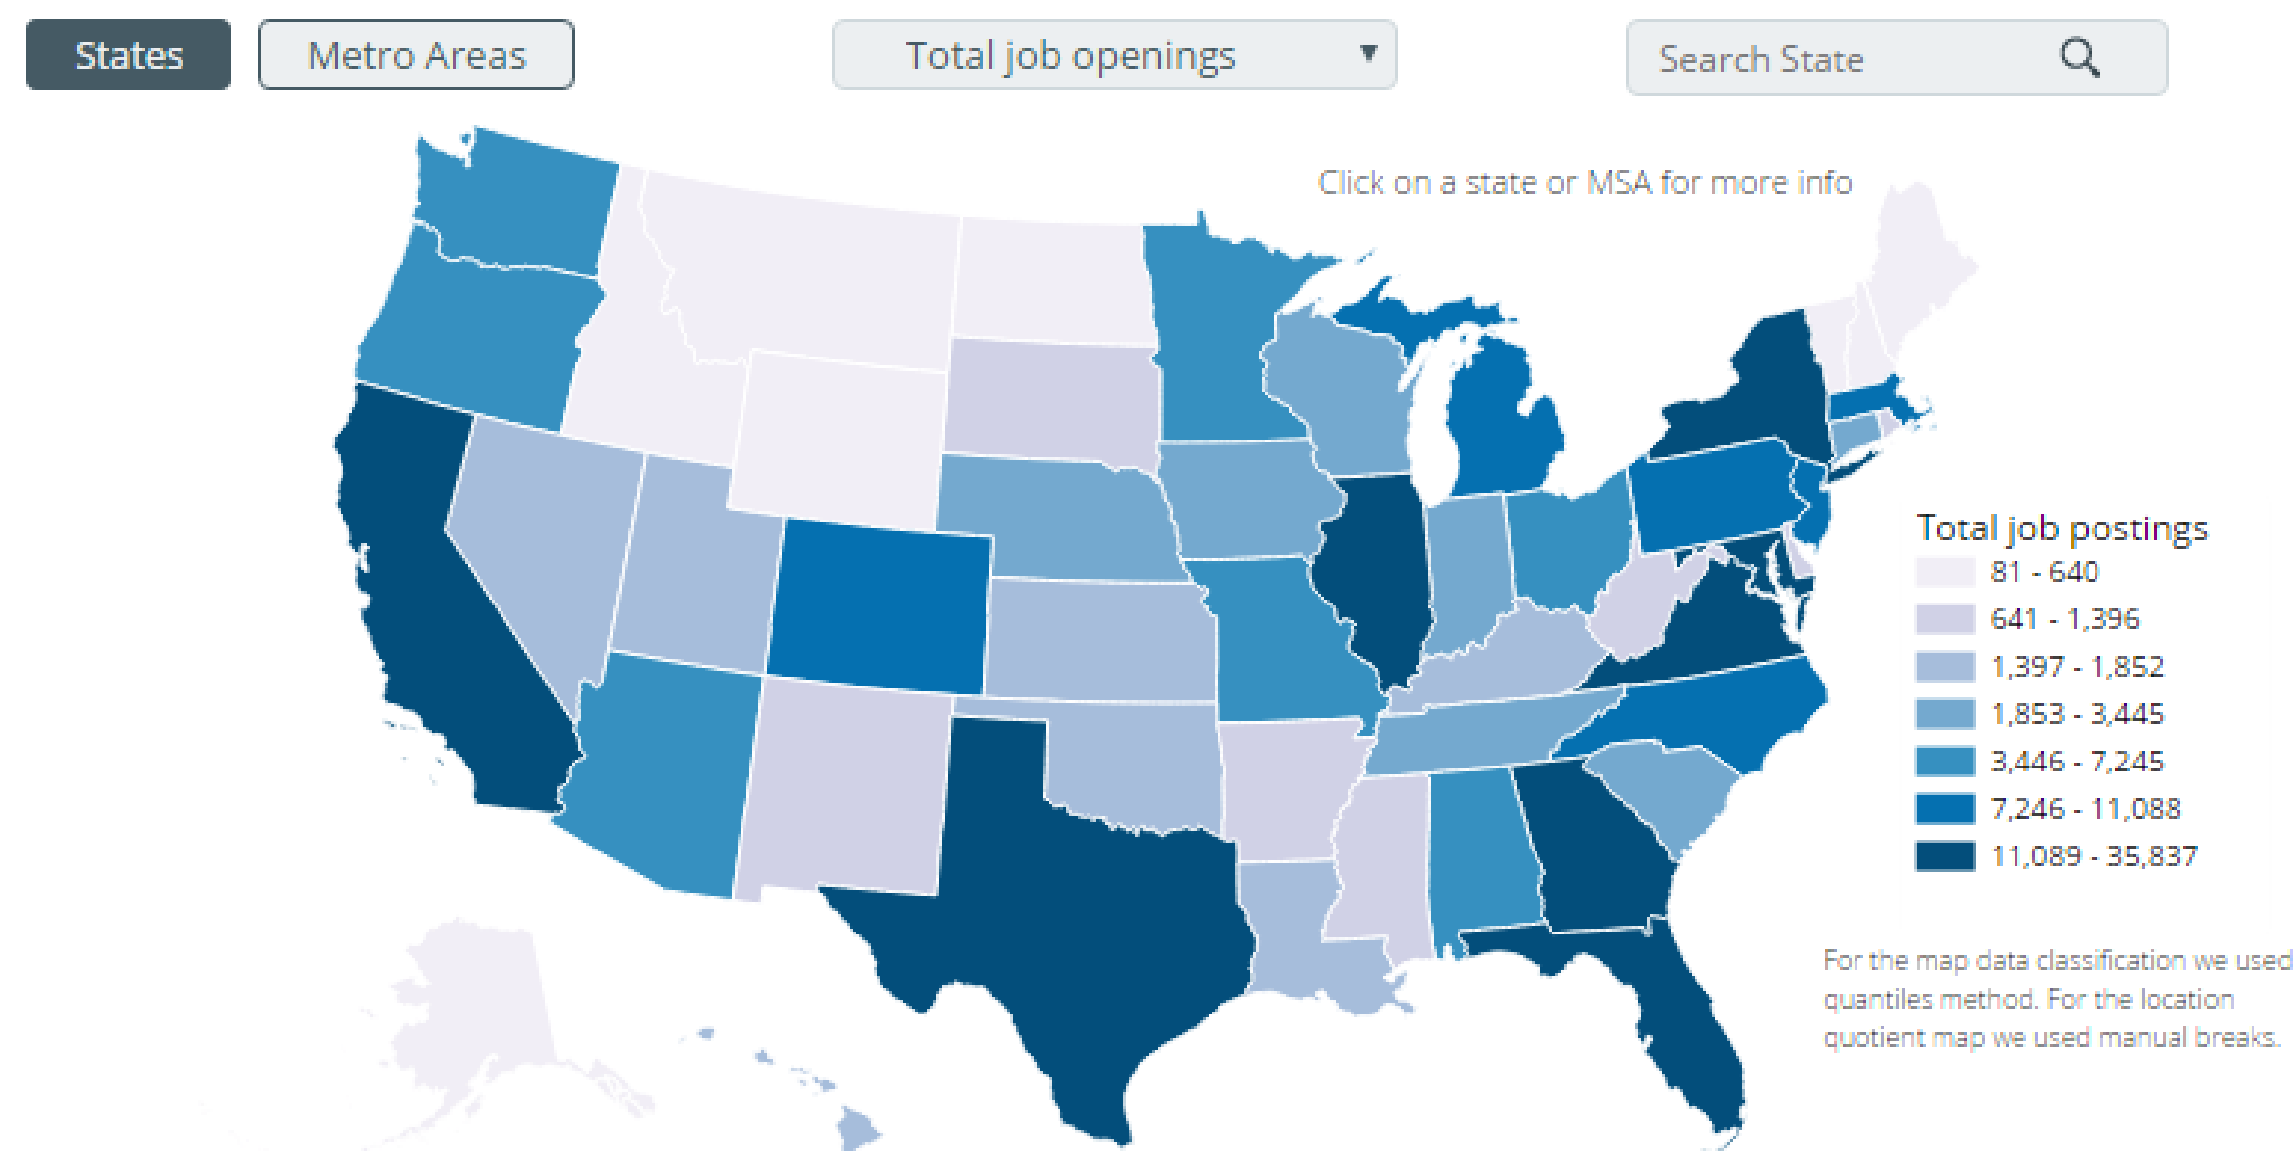 States
Metro Areas
Total job openings
Search State
Click on a state or MSA for more info
Total job postings
81 - 640
641 - 1,396
1,397 - 1,852
1,853 - 3,445
3,446 - 7,245
7,246 - 11,088
11,089 - 35,837
For the map data classification we used
quantiles method. For the location
quotient map we used manual breaks.